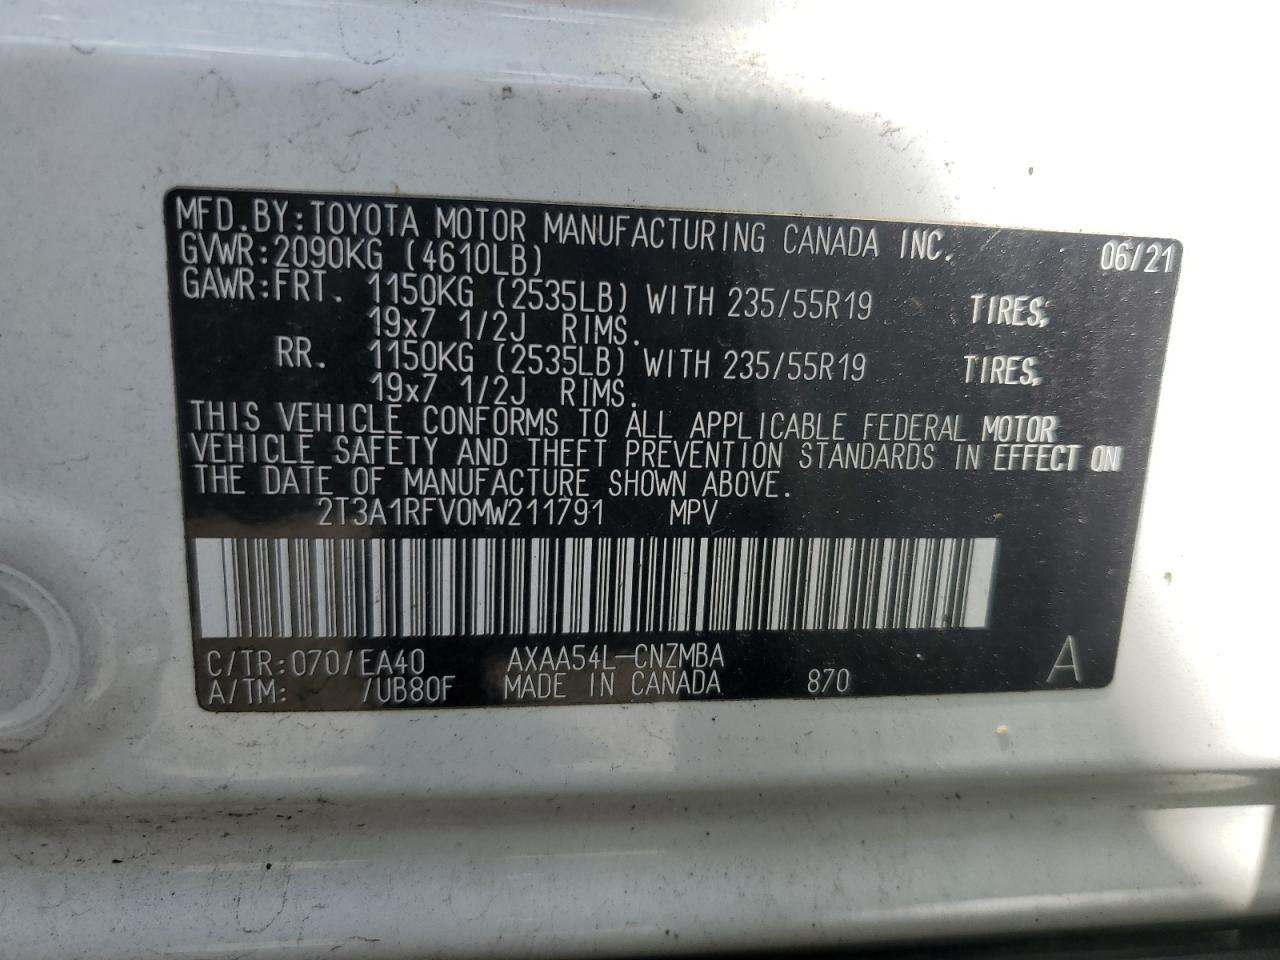 MFD.BY:TOYOTA MOTOR MANUFACTURING CANADA INC. 06/21
GVWR:2090KG (4610LB)
GAWR:FRT. 1150KG (2535LB) WITH 235/55R19 TIRES;
19x7 1/2J RIMS.
RR. 1150KG (2535LB) WITH 235/55R19 TIRES,
19x7 1/2J RIMS.
THIS VEHICLE CONFORMS TO ALL APPLICABLE FEDERAL MOTOR
VEHICLE SAFETY AND THEFT PREVENTION STANDARDS IN EFFECT ON
THE DATE OF MANUFACTURE SHOWN ABOVE.
2T3A1RFV0MW211791 MPV
C/TR:070/EA40 AXAA54L-CNZMBA A
A/TM: /UB80F MADE IN CANADA 870